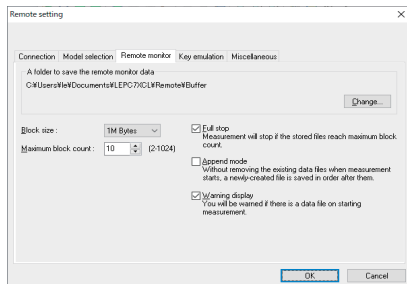 Remote setting
Connection Model selection Remote monitor Key emulation Miscellaneous
A folder to save the remote monitor data
C:¥Users¥le¥Documents¥LEPC7XCL¥Remote¥Buffer
Change...
Block size : 1M Bytes
Maximum block count : 10 (2-1024)
Full stop
Measurement will stop if the stored files reach maximum block
count.
Append mode
Without removing the existing data files when measurement
starts, a newly-created file is saved in order after them.
Warning display
You will be warned if there is a data file on starting
measurement.
OK Cancel